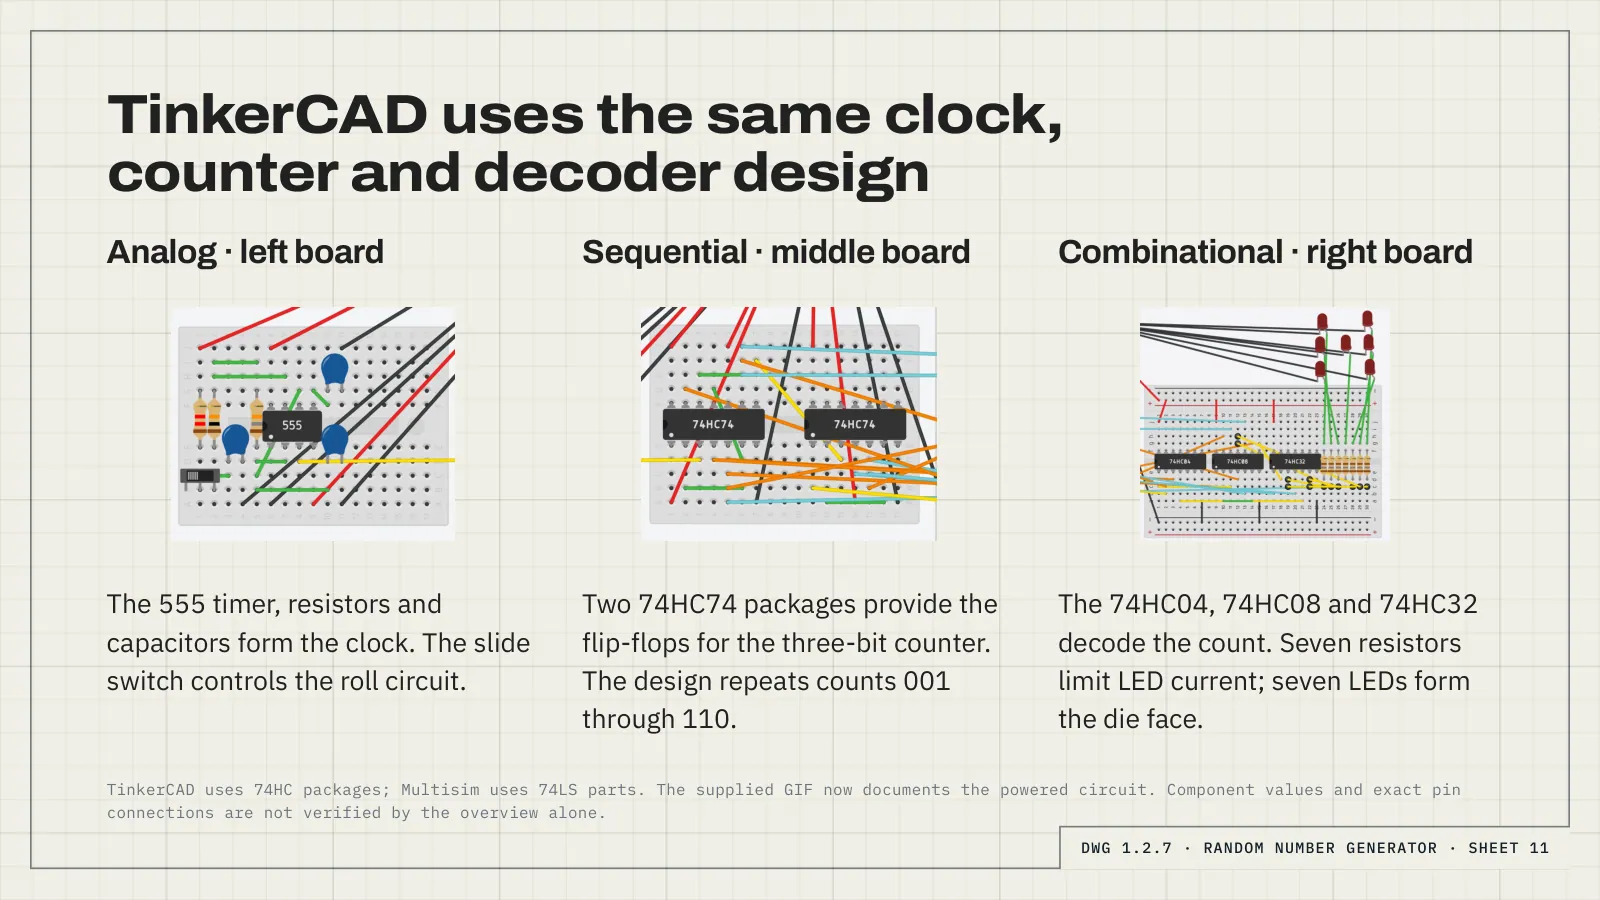 TinkerCAD uses the same clock,
counter and decoder design
Analog · left board
Sequential · middle board
Combinational · right board
555
74HC74
74HC74
74HC04
74HC08
74HC32
The 555 timer, resistors and
capacitors form the clock. The slide
switch controls the roll circuit.
Two 74HC74 packages provide the
flip-flops for the three-bit counter.
The design repeats counts 001
through 110.
The 74HC04, 74HC08 and 74HC32
decode the count. Seven resistors
limit LED current; seven LEDs form
the die face.
TinkerCAD uses 74HC packages; Multisim uses 74LS parts. The supplied GIF now documents the powered circuit. Component values and exact pin
connections are not verified by the overview alone.
DWG 1.2.7 · RANDOM NUMBER GENERATOR · SHEET 11